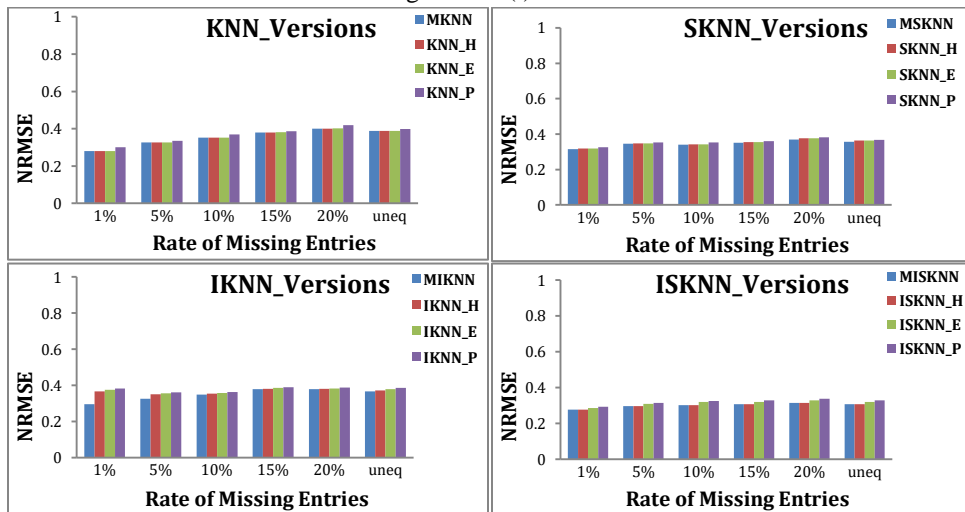 KNN_Versions
MKNN
KNN_H
KNN_E
KNN_P
1
0.8
0.6
0.4
0.2
0
NRMSE
1% 5% 10% 15% 20% uneq
Rate of Missing Entries
SKNN_Versions
MSKNN
SKNN_H
SKNN_E
SKNN_P
1
0.8
0.6
0.4
0.2
0
NRMSE
1% 5% 10% 15% 20% uneq
Rate of Missing Entries
IKNN_Versions
MIKNN
IKNN_H
IKNN_E
IKNN_P
1
0.8
0.6
0.4
0.2
0
NRMSE
1% 5% 10% 15% 20% uneq
Rate of Missing Entries
ISKNN_Versions
MISKNN
ISKNN_H
ISKNN_E
ISKNN_P
1
0.8
0.6
0.4
0.2
0
NRMSE
1% 5% 10% 15% 20% uneq
Rate of Missing Entries